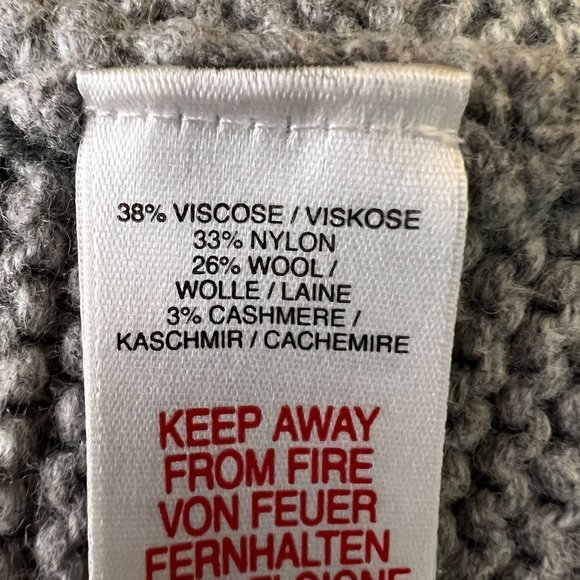 38% VISCOSE / VISKOSE
33% NYLON
26% WOOL /
WOLLE / LAINE
3% CASHMERE /
KASCHMIR / CACHEMIRE
KEEP AWAY
FROM FIRE
VON FEUER
FERNHALTEN